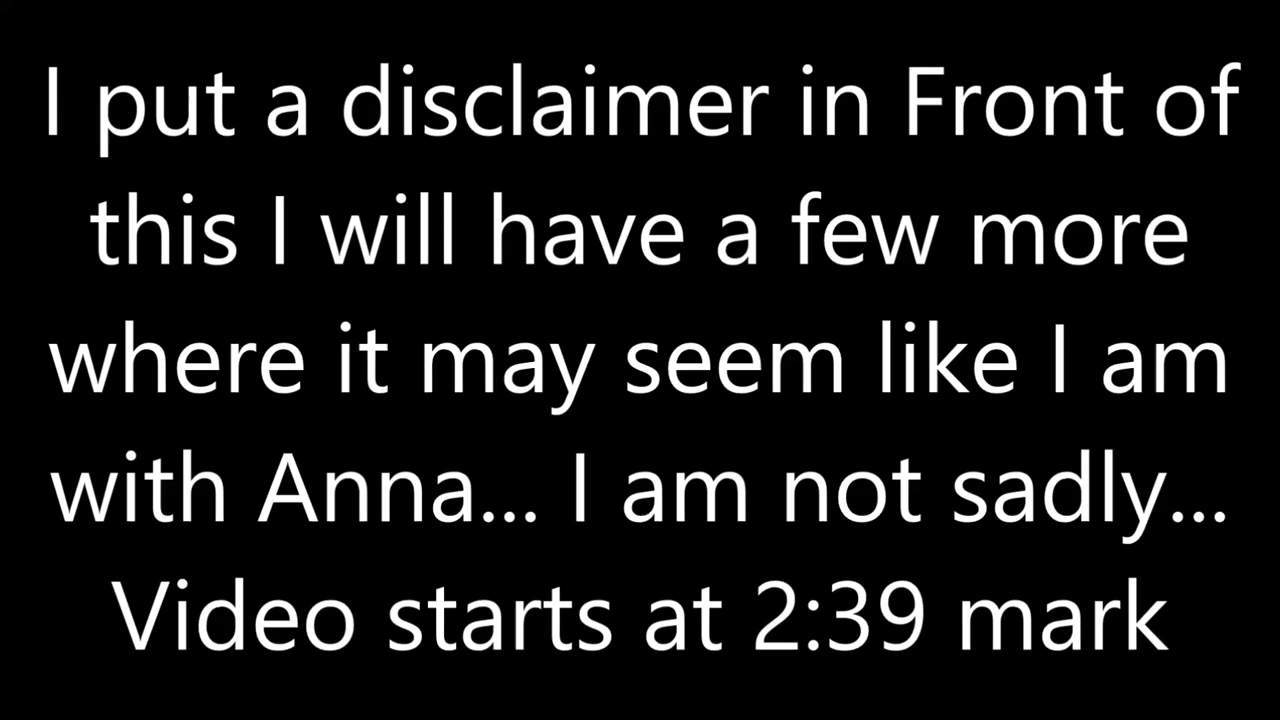 I put a disclaimer in Front of
this I will have a few more
where it may seem like I am
with Anna... I am not sadly...
Video starts at 2:39 mark